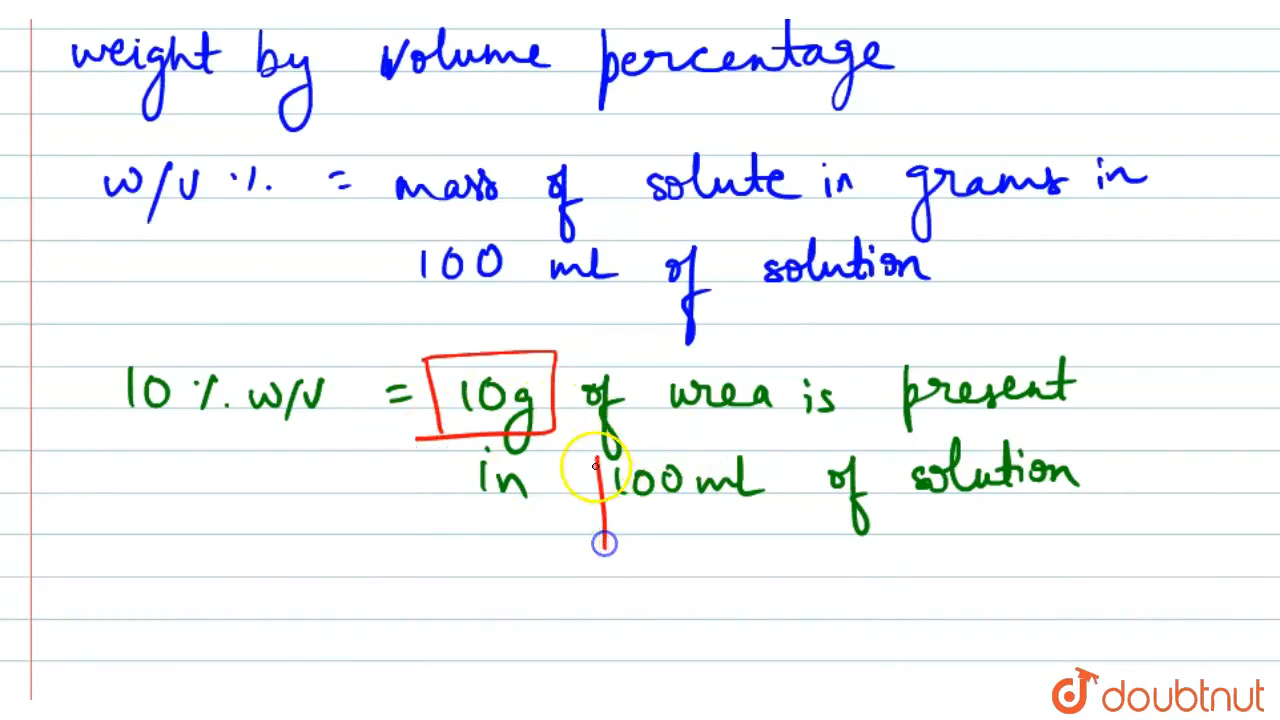 weight by volume percentage
w/v % = mass of solute in grams in
100 ml of solution
10 % w/v = 10g of urea is present
in 100 ml of solution
doubtnut